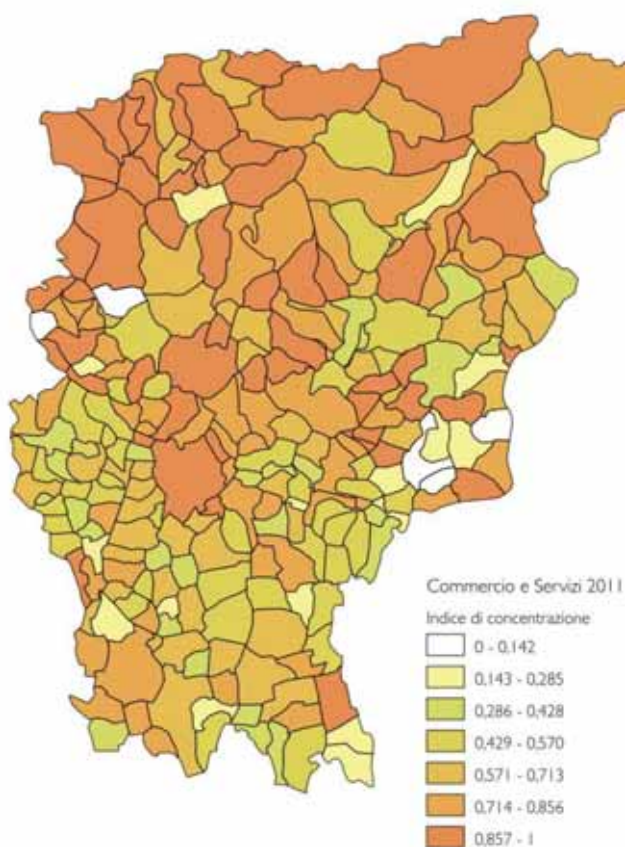 Commercio e Servizi 2011
Indice di concentrazione
0 - 0,142
0,143 - 0,285
0,286 - 0,428
0,429 - 0,570
0,571 - 0,713
0,714 - 0,856
0,857 - 1